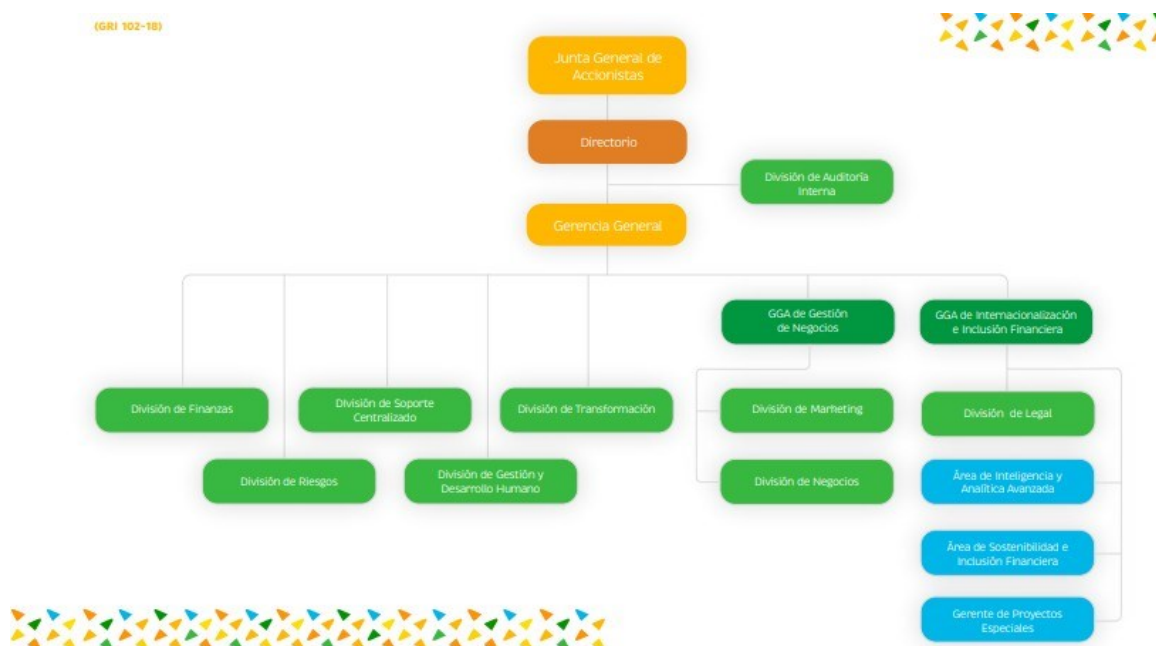 (GRI 102-18)
Junta General de
Accionistas
Directorio
División de Auditoría
Interna
Gerencia General
GGA de Gestión
de Negocios
GGA de Internacionalización
e Inclusión Financiera
División de Finanzas
División de Soporte
Centralizado
División de Transformación
División de Marketing
División de Legal
División de Riesgos
División de Gestión y
Desarrollo Humano
División de Negocios
Área de Inteligencia y
Analítica Avanzada
Área de Sostenibilidad e
Inclusión Financiera
Gerente de Proyectos
Especiales